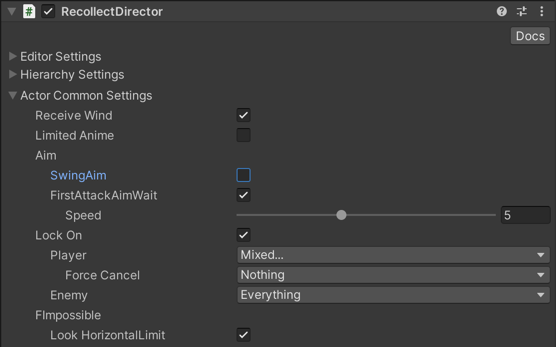 RecollectDirector
Docs
Editor Settings
Hierarchy Settings
Actor Common Settings
Receive Wind
Limited Anime
Aim
SwingAim
FirstAttackAimWait
Speed 5
Lock On
Player Mixed...
Force Cancel Nothing
Enemy Everything
FImpossible
Look HorizontalLimit